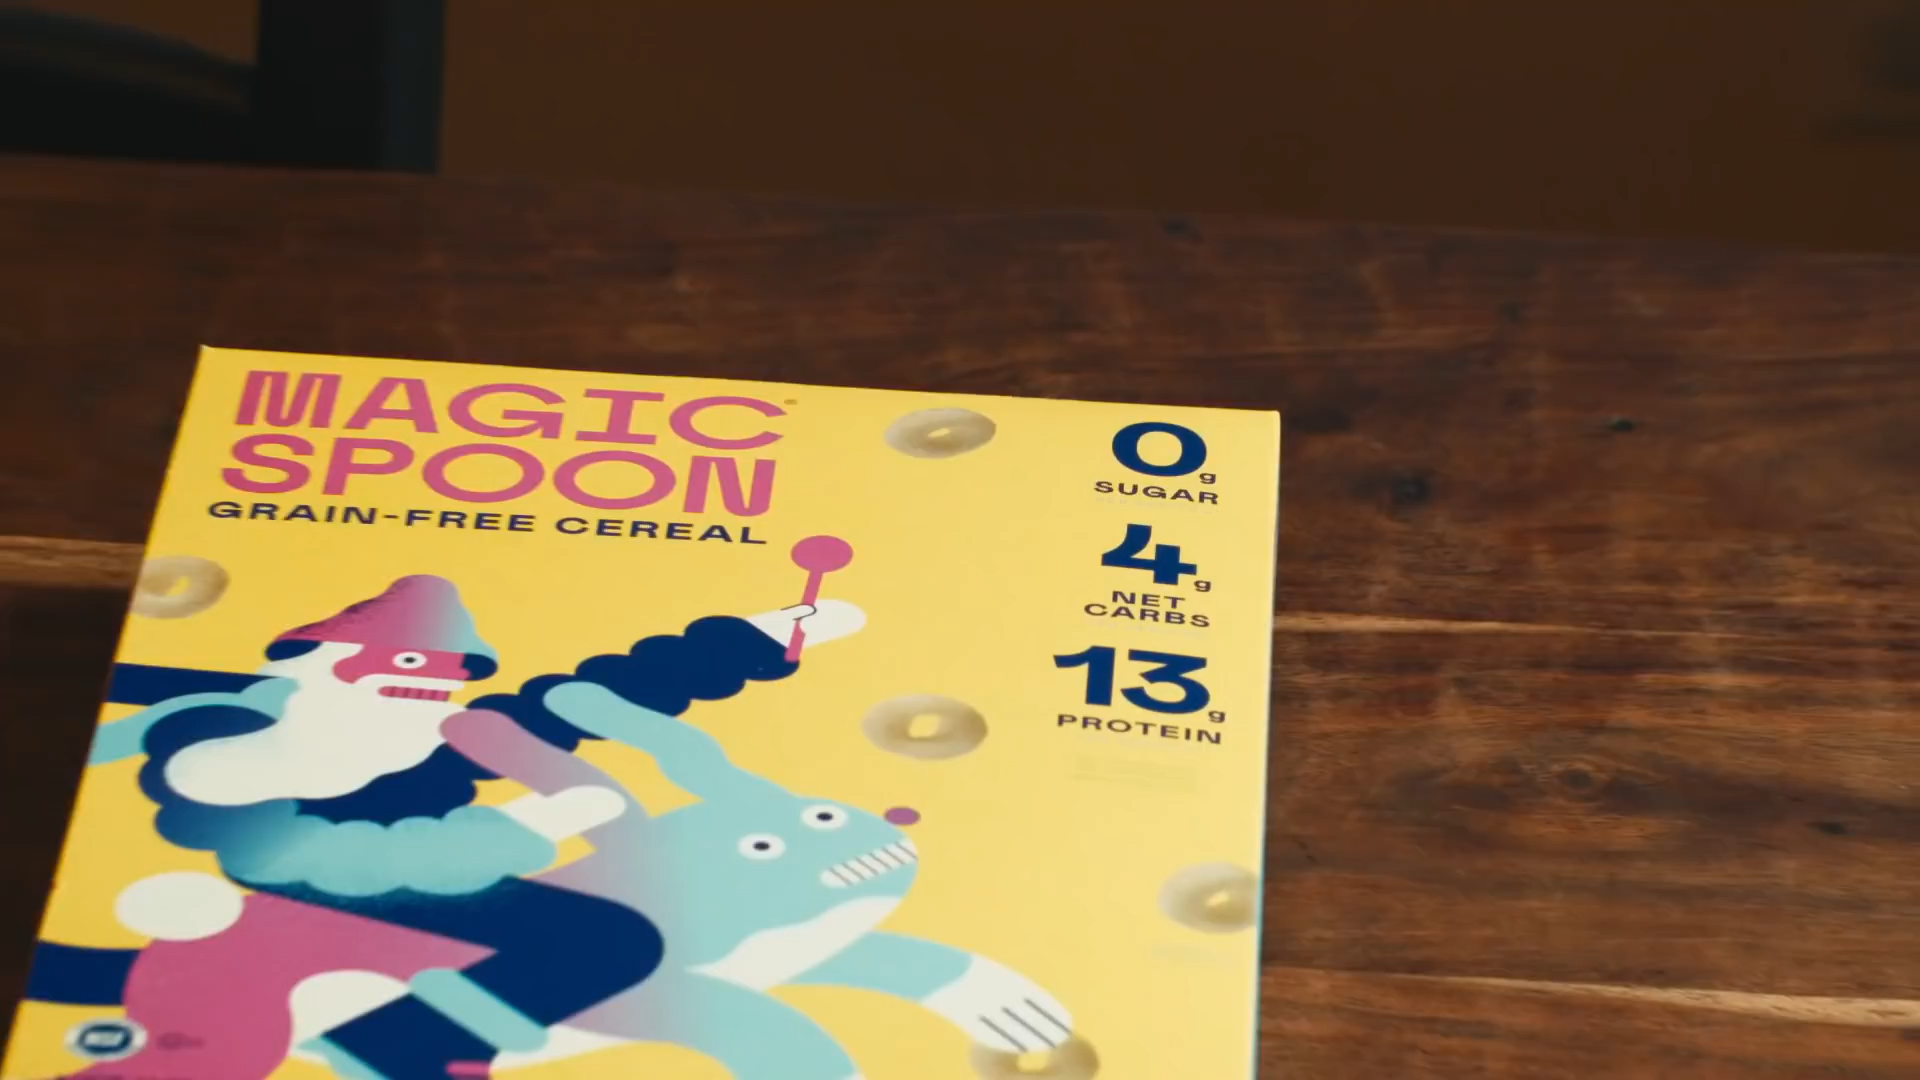 MAGIC
SPOON
GRAIN-FREE CEREAL
0g
SUGAR
4g
NET
CARBS
13g
PROTEIN